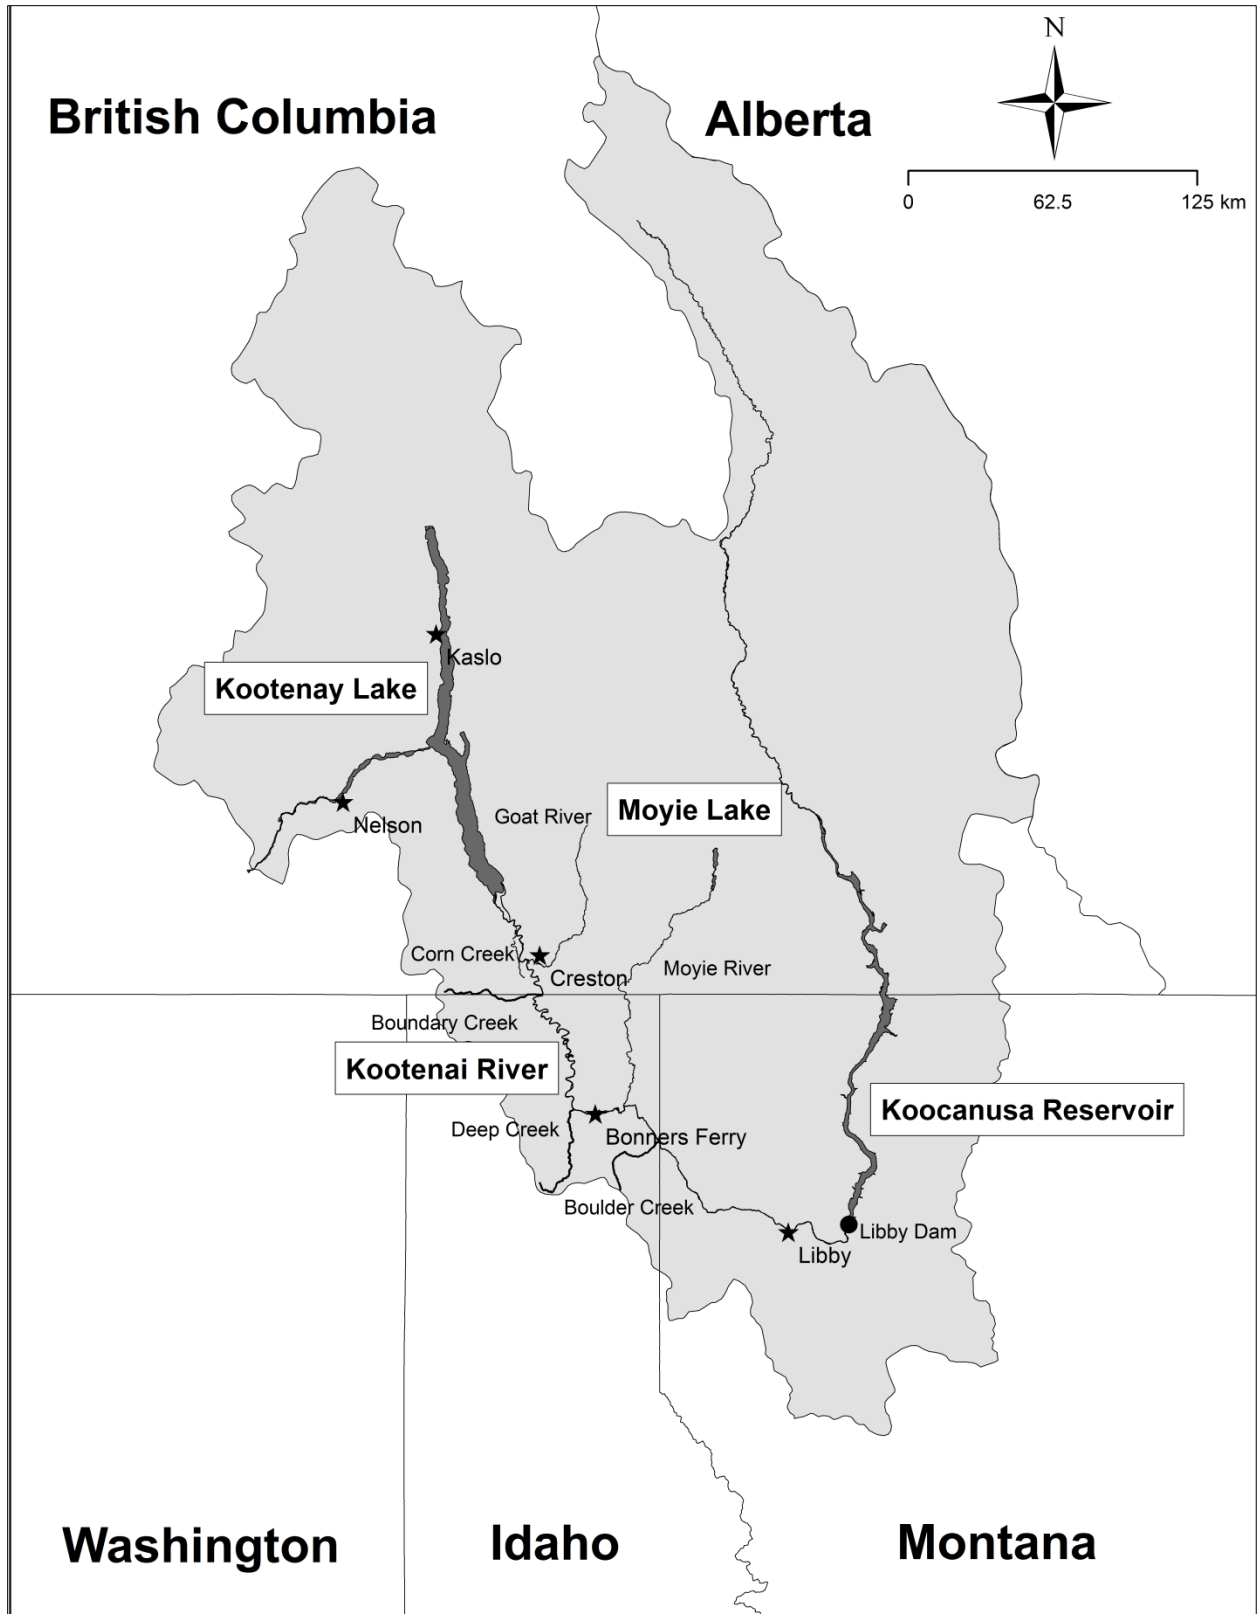 N
British Columbia
Alberta
0 62.5 125 km
Kaslo
Kootenay Lake
Moyie Lake
Goat River
Nelson
Corn Creek
Creston
Moyie River
Boundary Creek
Kootenai River
Koocanusa Reservoir
Deep Creek
Bonners Ferry
Boulder Creek
Libby Dam
Libby
Washington
Idaho
Montana